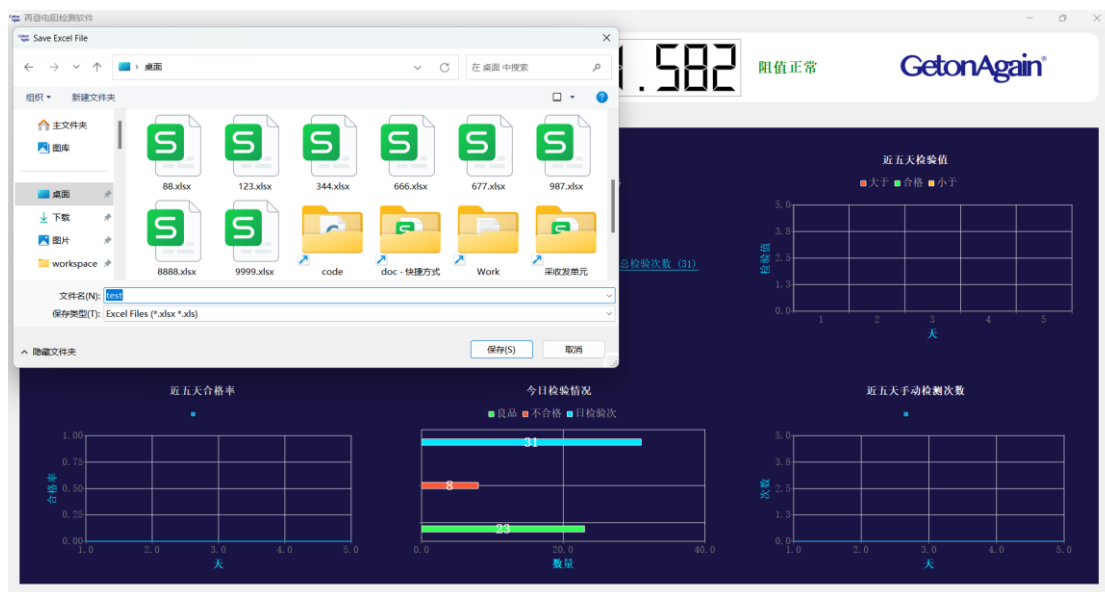 再登电阻检测软件
Save Excel File
桌面
在 桌面 中搜索
组织
新建文件夹
主文件夹
图库
桌面
下载
图片
workspace
88.xlsx
123.xlsx
344.xlsx
666.xlsx
677.xlsx
987.xlsx
8888.xlsx
9999.xlsx
code
doc - 快捷方式
Work
采收发单元
文件名(N): test
保存类型(T): Excel Files (*.xlsx *.xls)
隐藏文件夹
保存(S)
取消
.582
阻值正常
GetonAgain
总检验次数 (31)
近五天检验值
大于 合格 小于
检验值
5.0
3.8
2.5
1.3
0.0
1 2 3 4 5
天
近五天合格率
合格率
1.00
0.75
0.50
0.25
0.00
1.0 2.0 3.0 4.0 5.0
天
今日检验情况
良品 不合格 日检验次
31
8
23
0.0 20.0 40.0
数量
近五天手动检测次数
次数
5.0
3.8
2.5
1.3
0.0
1.0 2.0 3.0 4.0 5.0
天